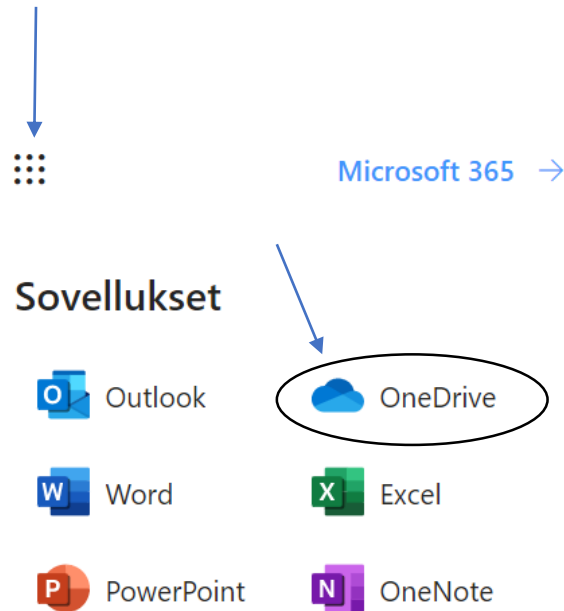 Microsoft 365 →
Sovellukset
Outlook
OneDrive
Word
Excel
PowerPoint
OneNote